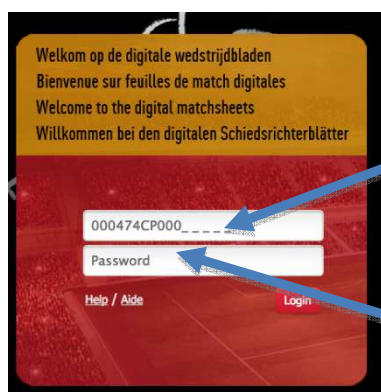 Welkom op de digitale wedstrijdbladen
Bienvenue sur feuilles de match digitales
Welcome to the digital matchsheets
Willkommen bei den digitalen Schiedsrichterblätter
000474CP000_ _ _ _ _
Password
Help / Aide
Login